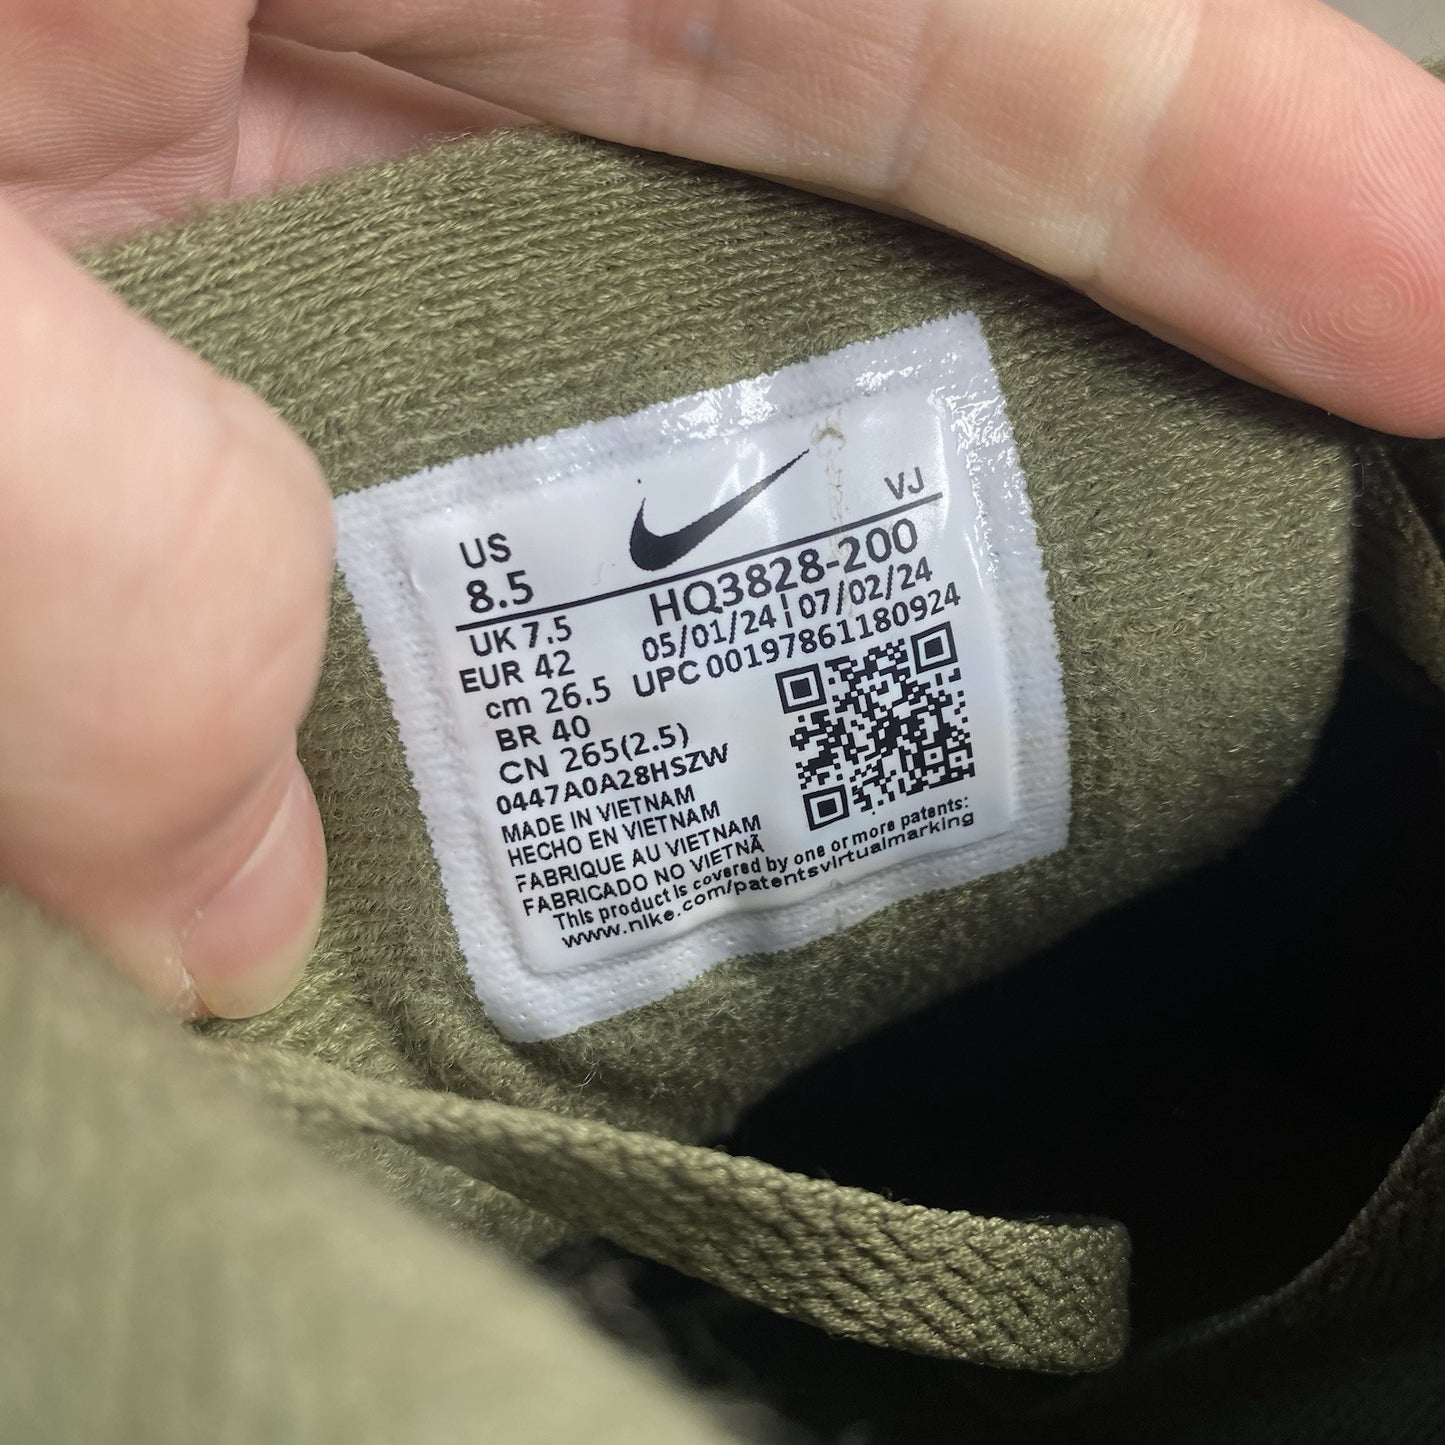 US
8.5
VJ
HQ3828-200
05/01/24|07/02/24
UPC 00197861180924
UK 7.5
EUR 42
cm 26.5
BR 40
CN 265(2.5)
0447A0A28HSZW
MADE IN VIETNAM
HECHO EN VIETNAM
FABRIQUE AU VIETNAM
FABRICADO NO VIETNÃ
This product is covered by one or more patents:
www.nike.com/patentsvirtualmarking